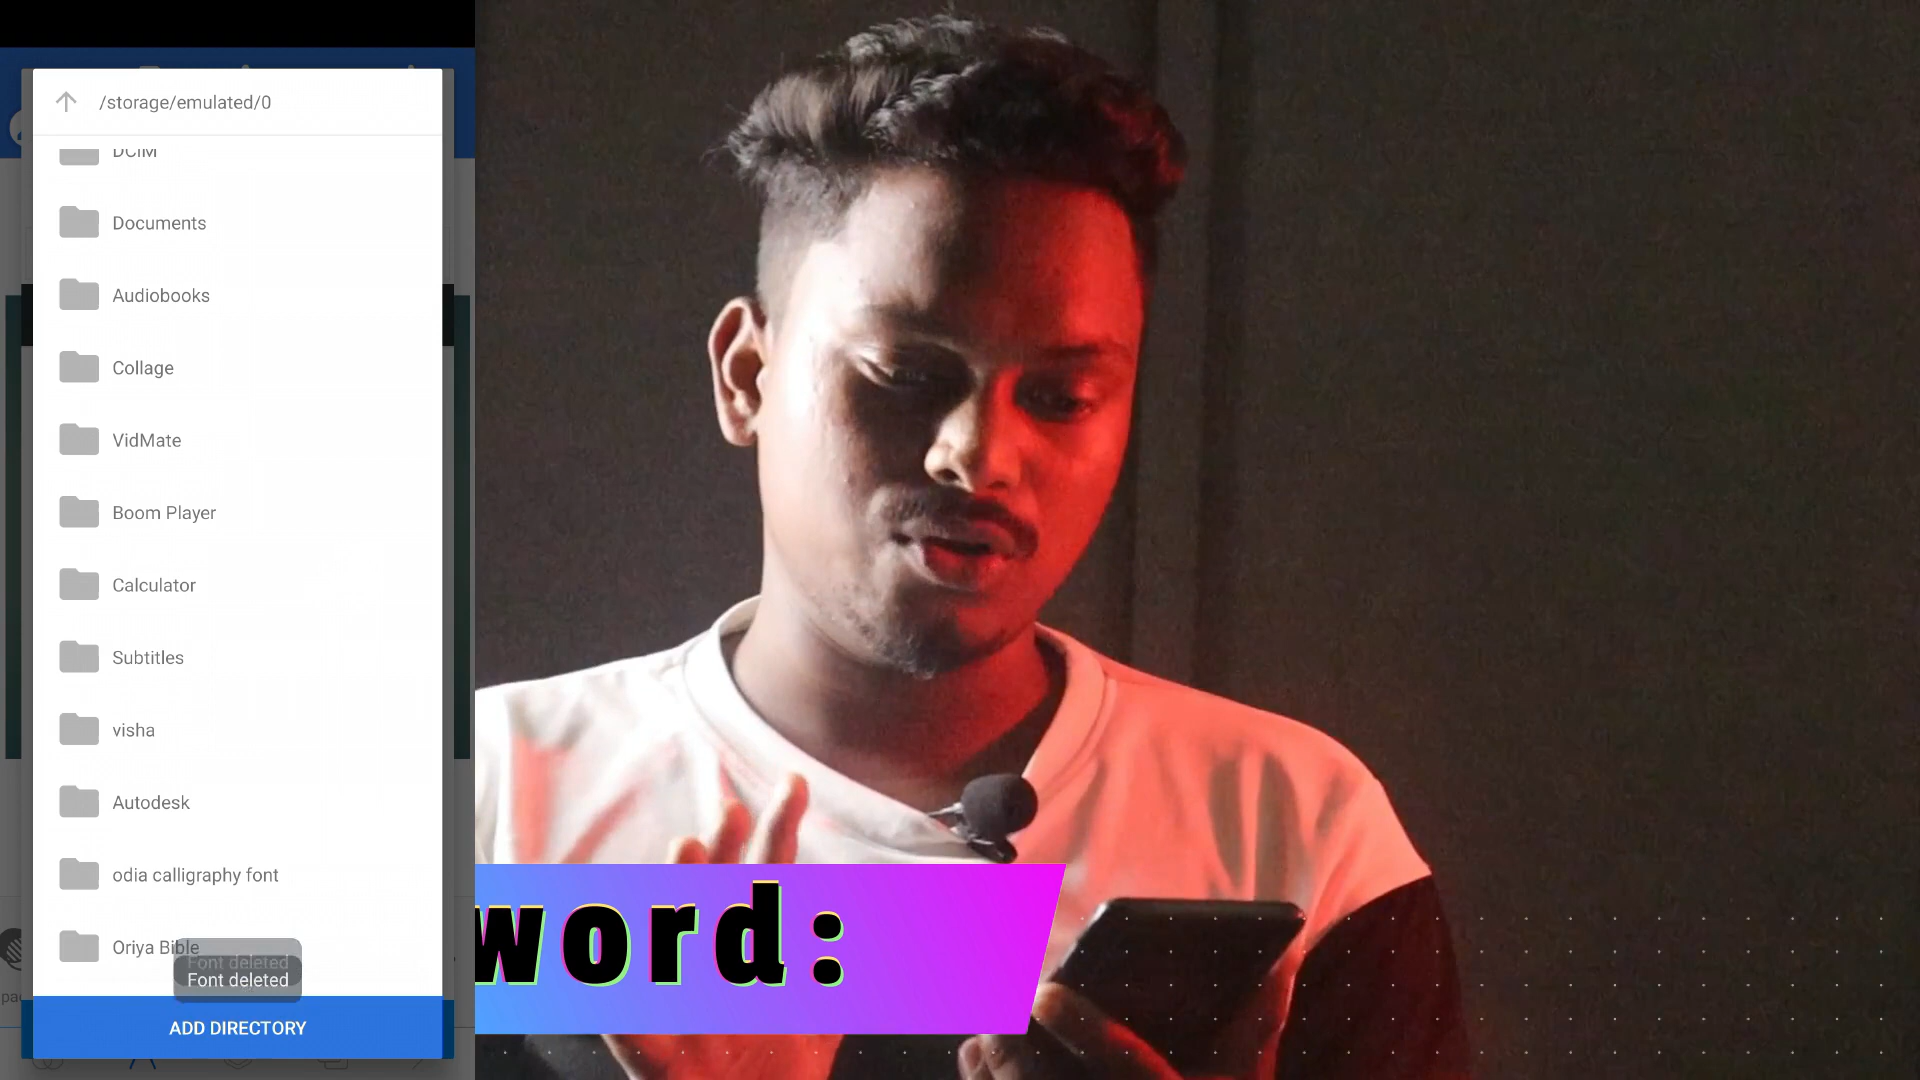 /storage/emulated/0
DCIM
Documents
Audiobooks
Collage
VidMate
Boom Player
Calculator
Subtitles
visha
Autodesk
odia calligraphy font
Oriya Bible
Font deleted
Font deleted
ADD DIRECTORY
word: